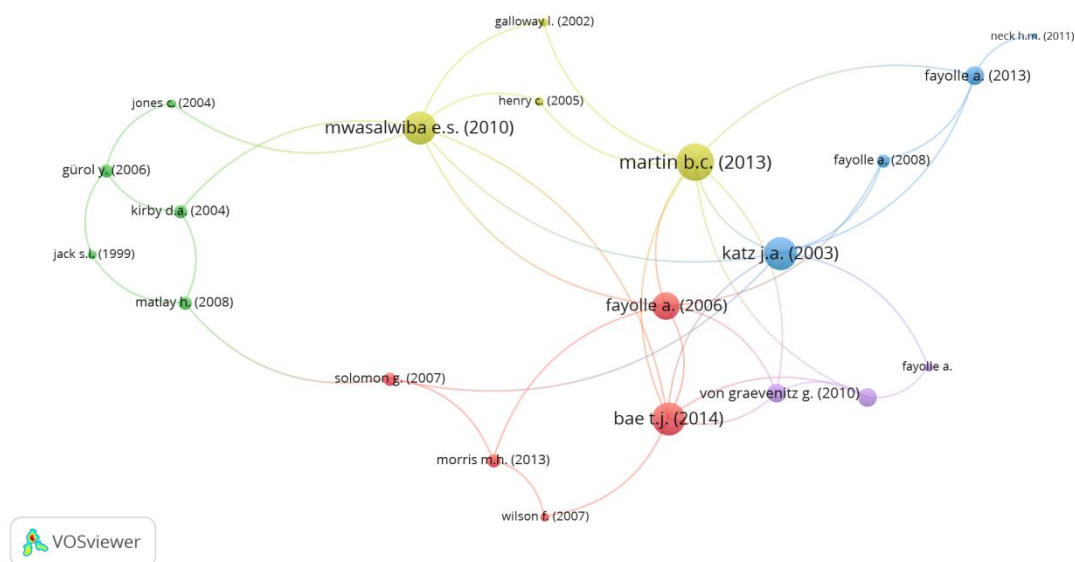 galloway l. (2002)
neck h.m. (2011)
fayolle a. (2013)
jones c. (2004)
henry c. (2005)
mwasalwiba e.s. (2010)
martin b.c. (2013)
fayolle a. (2008)
gürol y. (2006)
kirby d.a. (2004)
jack s.l. (1999)
katz j.a. (2003)
matlay h. (2008)
fayolle a. (2006)
solomon g. (2007)
fayolle a.
von graevenitz g. (2010)
bae t.j. (2014)
morris m.h. (2013)
wilson f. (2007)
VOSviewer